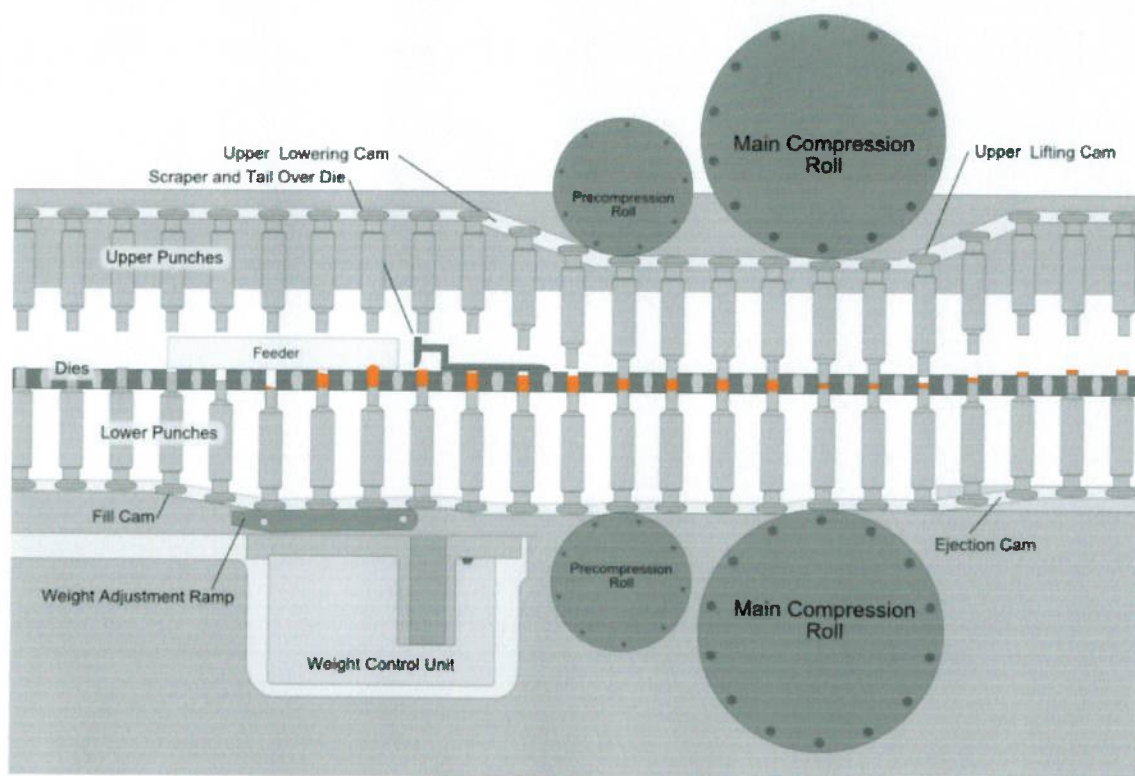 Main Compression
Roll
Upper Lowering Cam
Scraper and Tail Over Die
Upper Lifting Cam
Precompression
Roll
Upper Punches
Feeder
Dies
Lower Punches
Fill Cam
Ejection Cam
Precompression
Roll
Weight Adjustment Ramp
Main Compression
Roll
Weight Control Unit